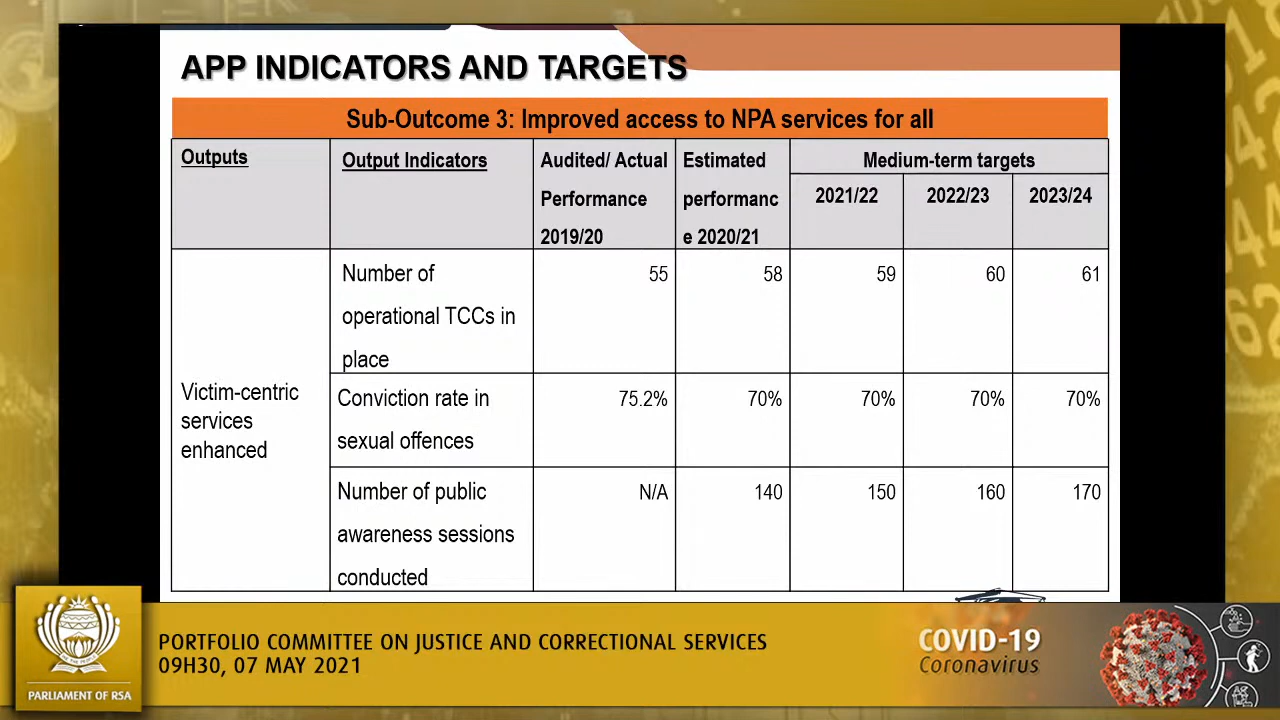 APP INDICATORS AND TARGETS
Sub-Outcome 3: Improved access to NPA services for all
Outputs
Output Indicators
Audited/ Actual
Performance
2019/20
Estimated
performanc
e 2020/21
Medium-term targets
2021/22
2022/23
2023/24
Victim-centric
services
enhanced
Number of
operational TCCs in
place
55
58
59
60
61
Conviction rate in
sexual offences
75.2%
70%
70%
70%
70%
Number of public
awareness sessions
conducted
N/A
140
150
160
170
PORTFOLIO COMMITTEE ON JUSTICE AND CORRECTIONAL SERVICES
09H30, 07 MAY 2021
PARLIAMENT OF RSA
COVID-19
Coronavirus